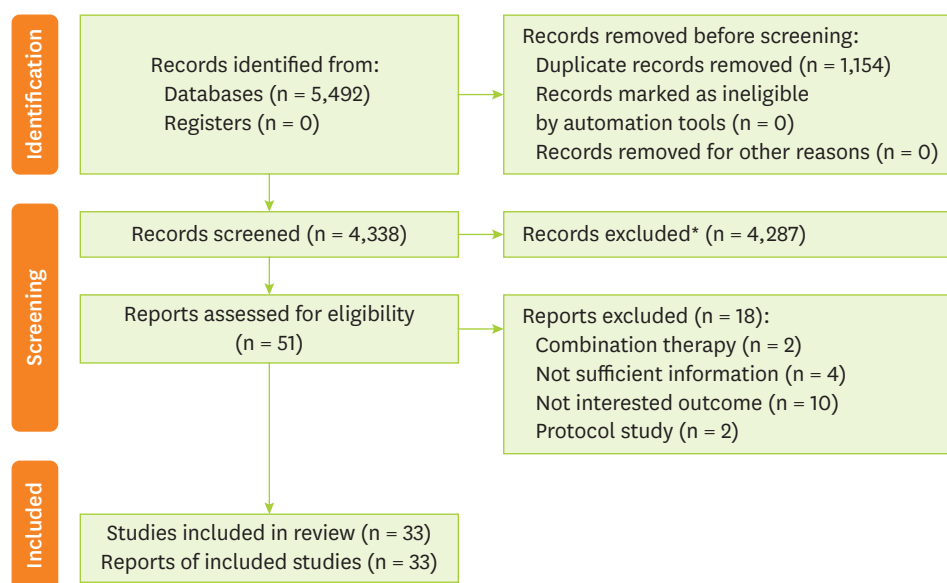 Identification
Records identified from:
Databases (n = 5,492)
Registers (n = 0)
Records removed before screening:
Duplicate records removed (n = 1,154)
Records marked as ineligible
by automation tools (n = 0)
Records removed for other reasons (n = 0)
Screening
Records screened (n = 4,338)
Records excluded* (n = 4,287)
Reports assessed for eligibility
(n = 51)
Reports excluded (n = 18):
Combination therapy (n = 2)
Not sufficient information (n = 4)
Not interested outcome (n = 10)
Protocol study (n = 2)
Included
Studies included in review (n = 33)
Reports of included studies (n = 33)